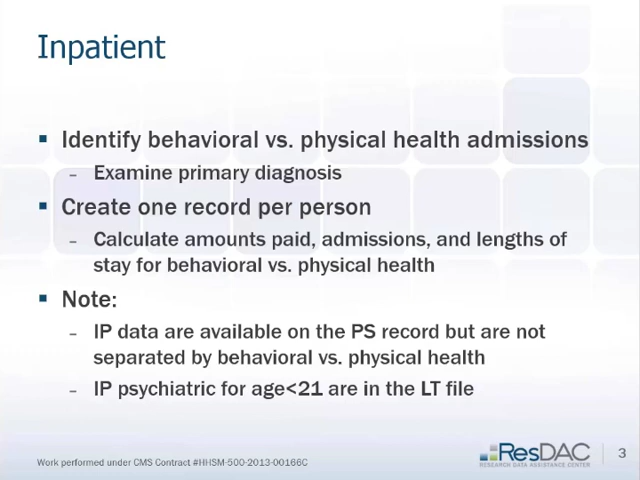 Inpatient
▪ Identify behavioral vs. physical health admissions
– Examine primary diagnosis
▪ Create one record per person
– Calculate amounts paid, admissions, and lengths of
stay for behavioral vs. physical health
▪ Note:
– IP data are available on the PS record but are not
separated by behavioral vs. physical health
– IP psychiatric for age<21 are in the LT file
Work performed under CMS Contract #HHSM-500-2013-00166C
ResDAC
RESEARCH DATA ASSISTANCE CENTER
3